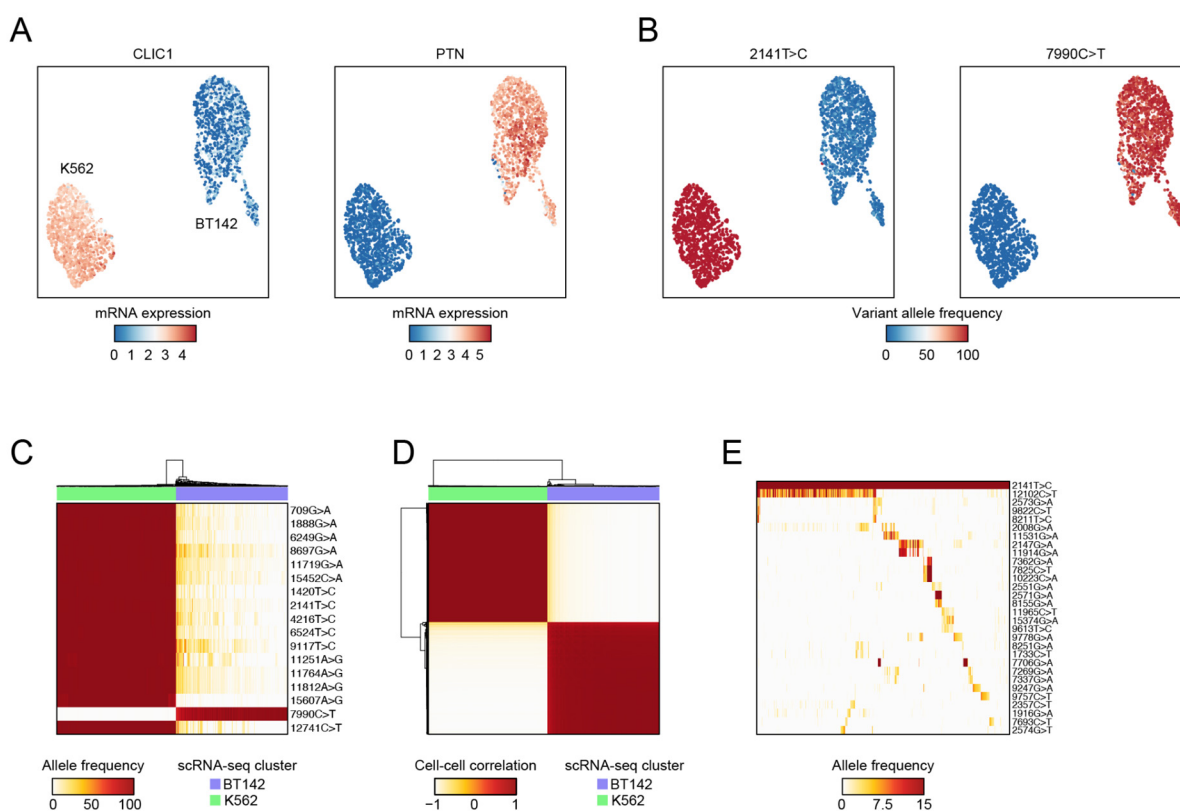 A
B
CLIC1
PTN
2141T>C
7990C>T
K562
BT142
mRNA expression
0 1 2 3 4
mRNA expression
0 1 2 3 4 5
Variant allele frequency
0 50 100
C
D
E
709G>A
1888G>A
6249G>A
8697G>A
11719G>A
15452C>A
1420T>C
2141T>C
4216T>C
6524T>C
9117T>C
11251A>G
11764A>G
11812A>G
15607A>G
7990C>T
12741C>T
Allele frequency
0 50 100
scRNA-seq cluster
BT142
K562
Cell-cell correlation
−1 0 1
scRNA-seq cluster
BT142
K562
2141T>C
12102C>T
2573G>A
9822C>T
8211T>C
2008G>A
11531G>A
2147G>A
11914G>A
7362G>A
7825C>T
10223C>T
2551G>A
2571G>A
8155G>A
11965C>T
15374G>A
9613T>C
9778G>A
8251G>A
1733C>T
7706G>A
7269G>A
7337G>A
9247G>A
9757C>T
2357C>T
1916G>A
7693C>T
2574G>T
Allele frequency
0 7.5 15